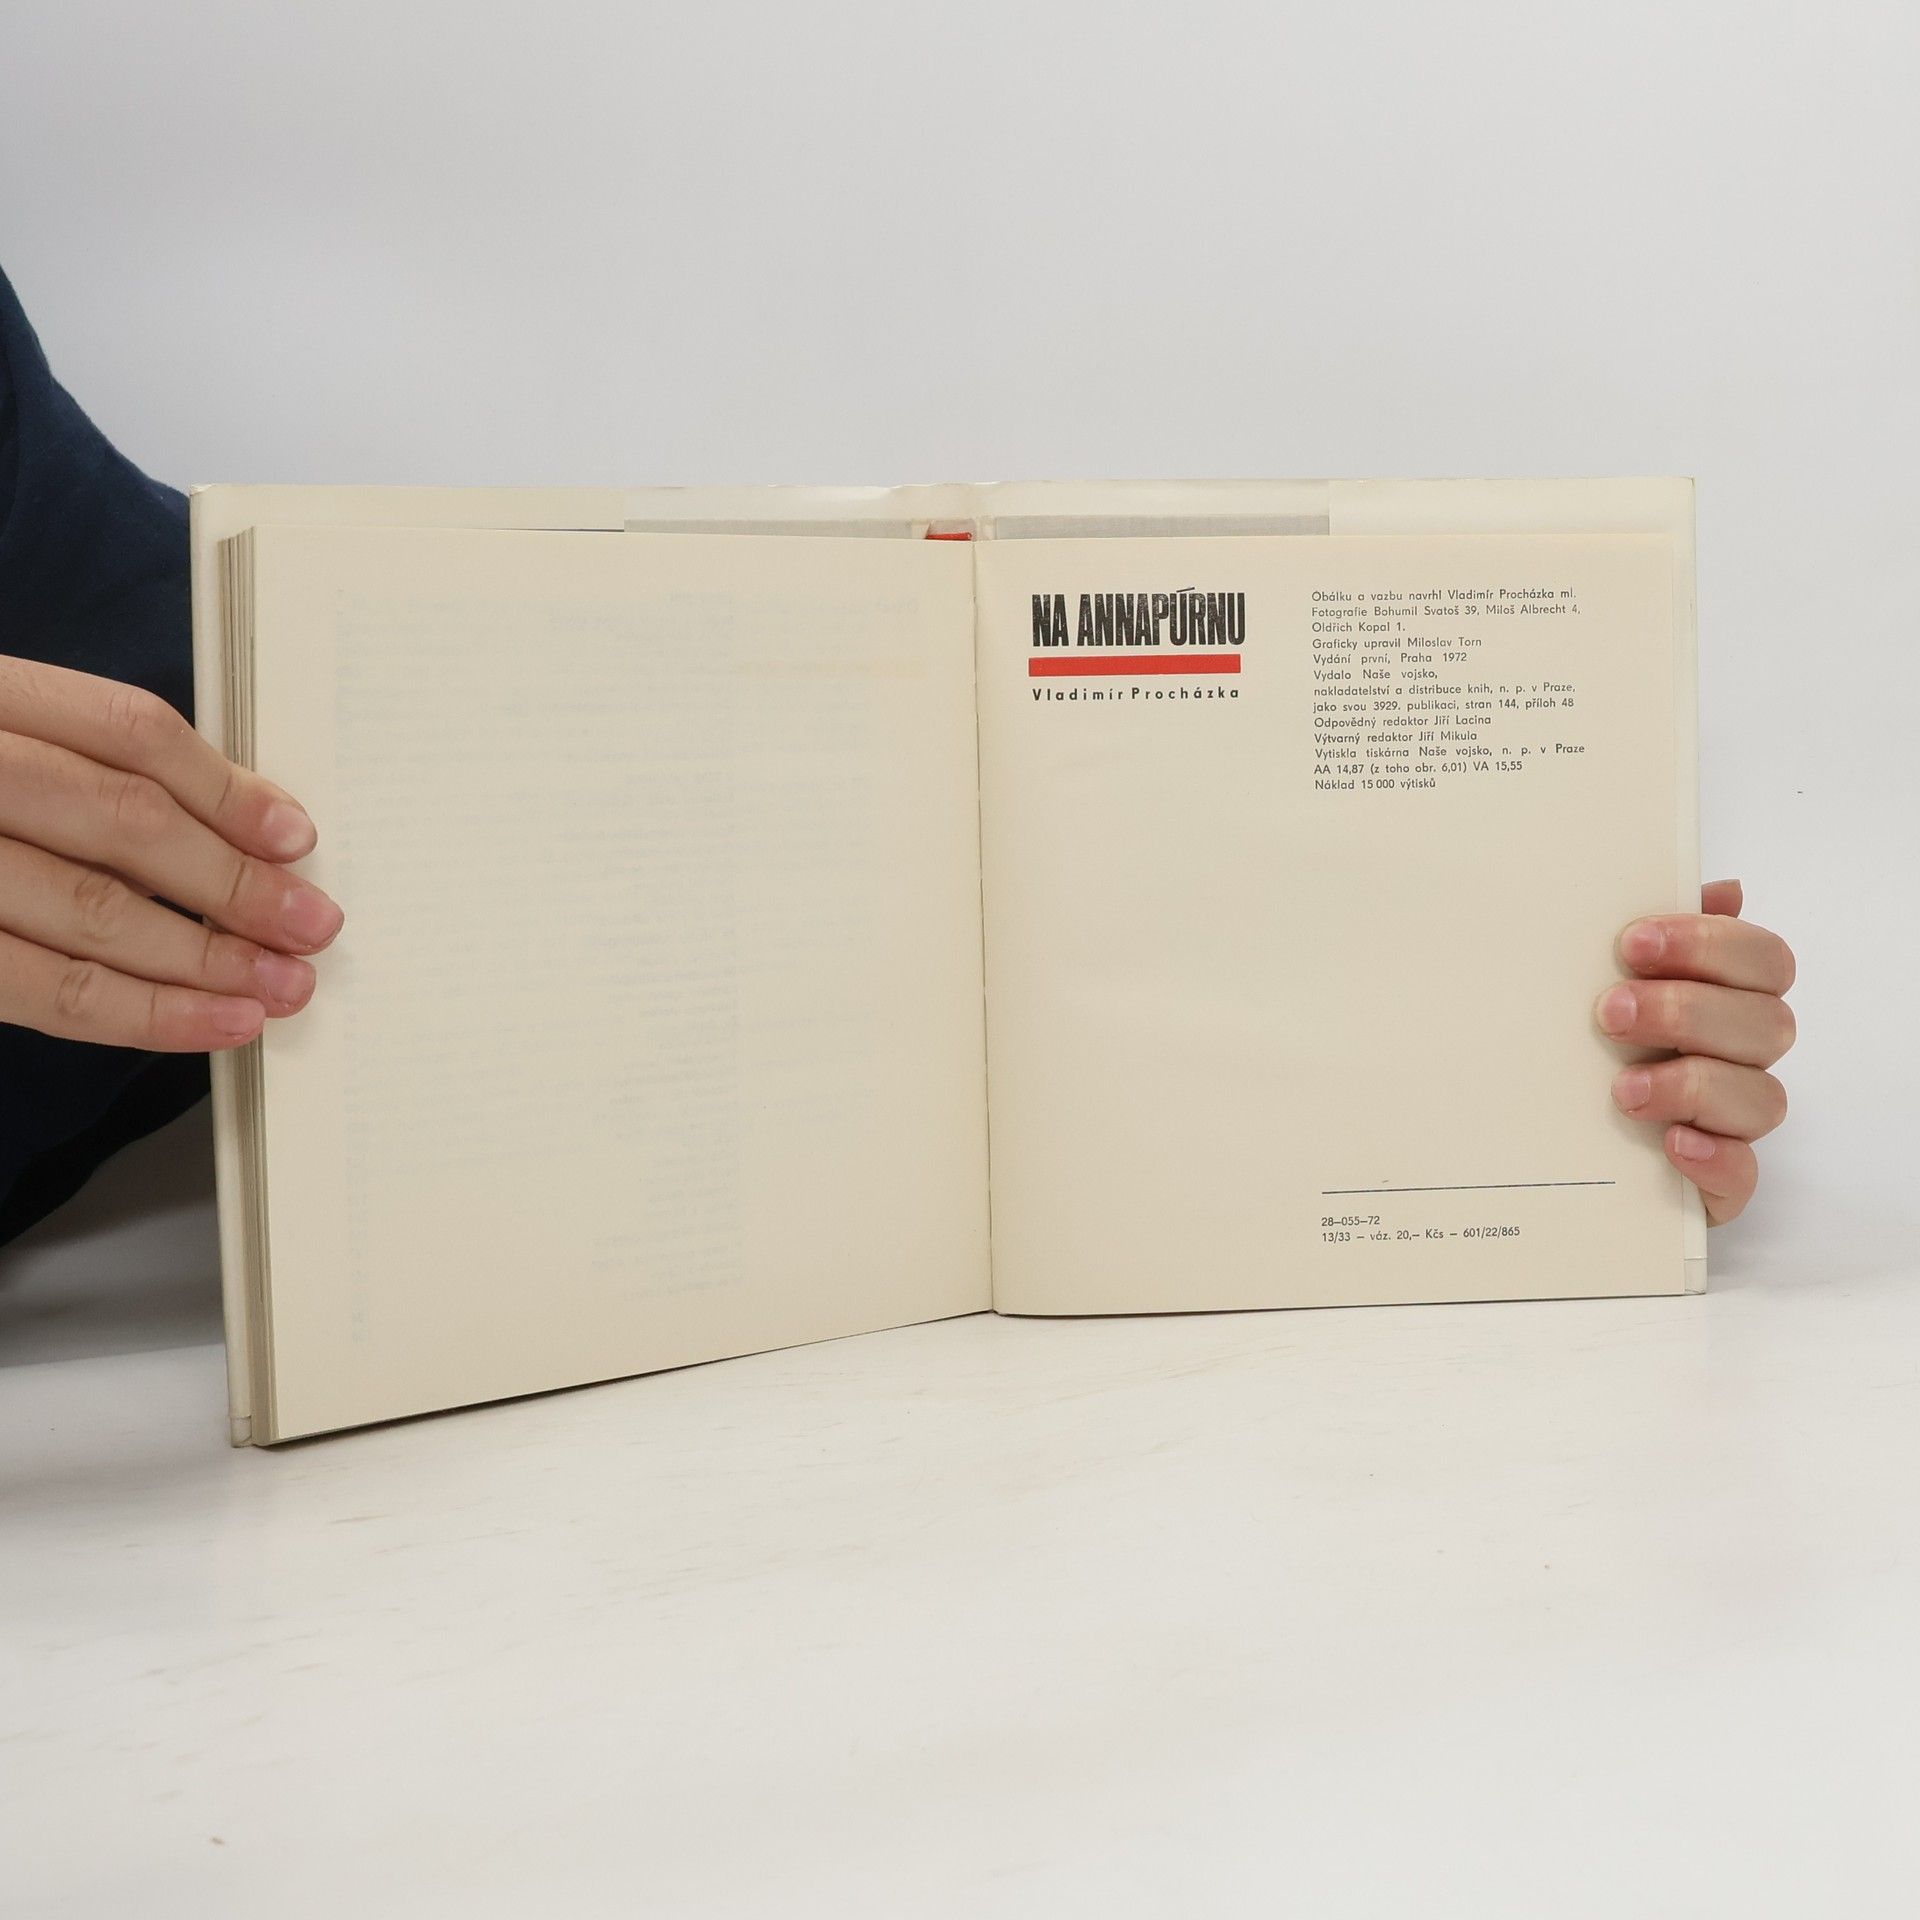 NA ANNAPÚRNU
Vladimír Procházka
Obálku a vazbu navrhl Vladimír Procházka ml.
Fotografie Bohumil Svatoš 39, Miloš Albrecht 4,
Oldřich Kopal 1.
Graficky upravil Miloslav Torn
Vydání první, Praha 1972
Vydalo Naše vojsko,
nakladatelství a distribuce knih, n. p. v Praze,
jako svou 3929. publikaci, stran 144, příloh 48
Odpovědný redaktor Jiří Lacina
Výtvarný redaktor Jiří Mikula
Vytiskla tiskárna Naše vojsko, n. p. v Praze
AA 14,87 (z toho obr. 6,01) VA 15,55
Náklad 15 000 výtisků
28–055–72
13/33 – váz. 20,– Kčs – 601/22/865